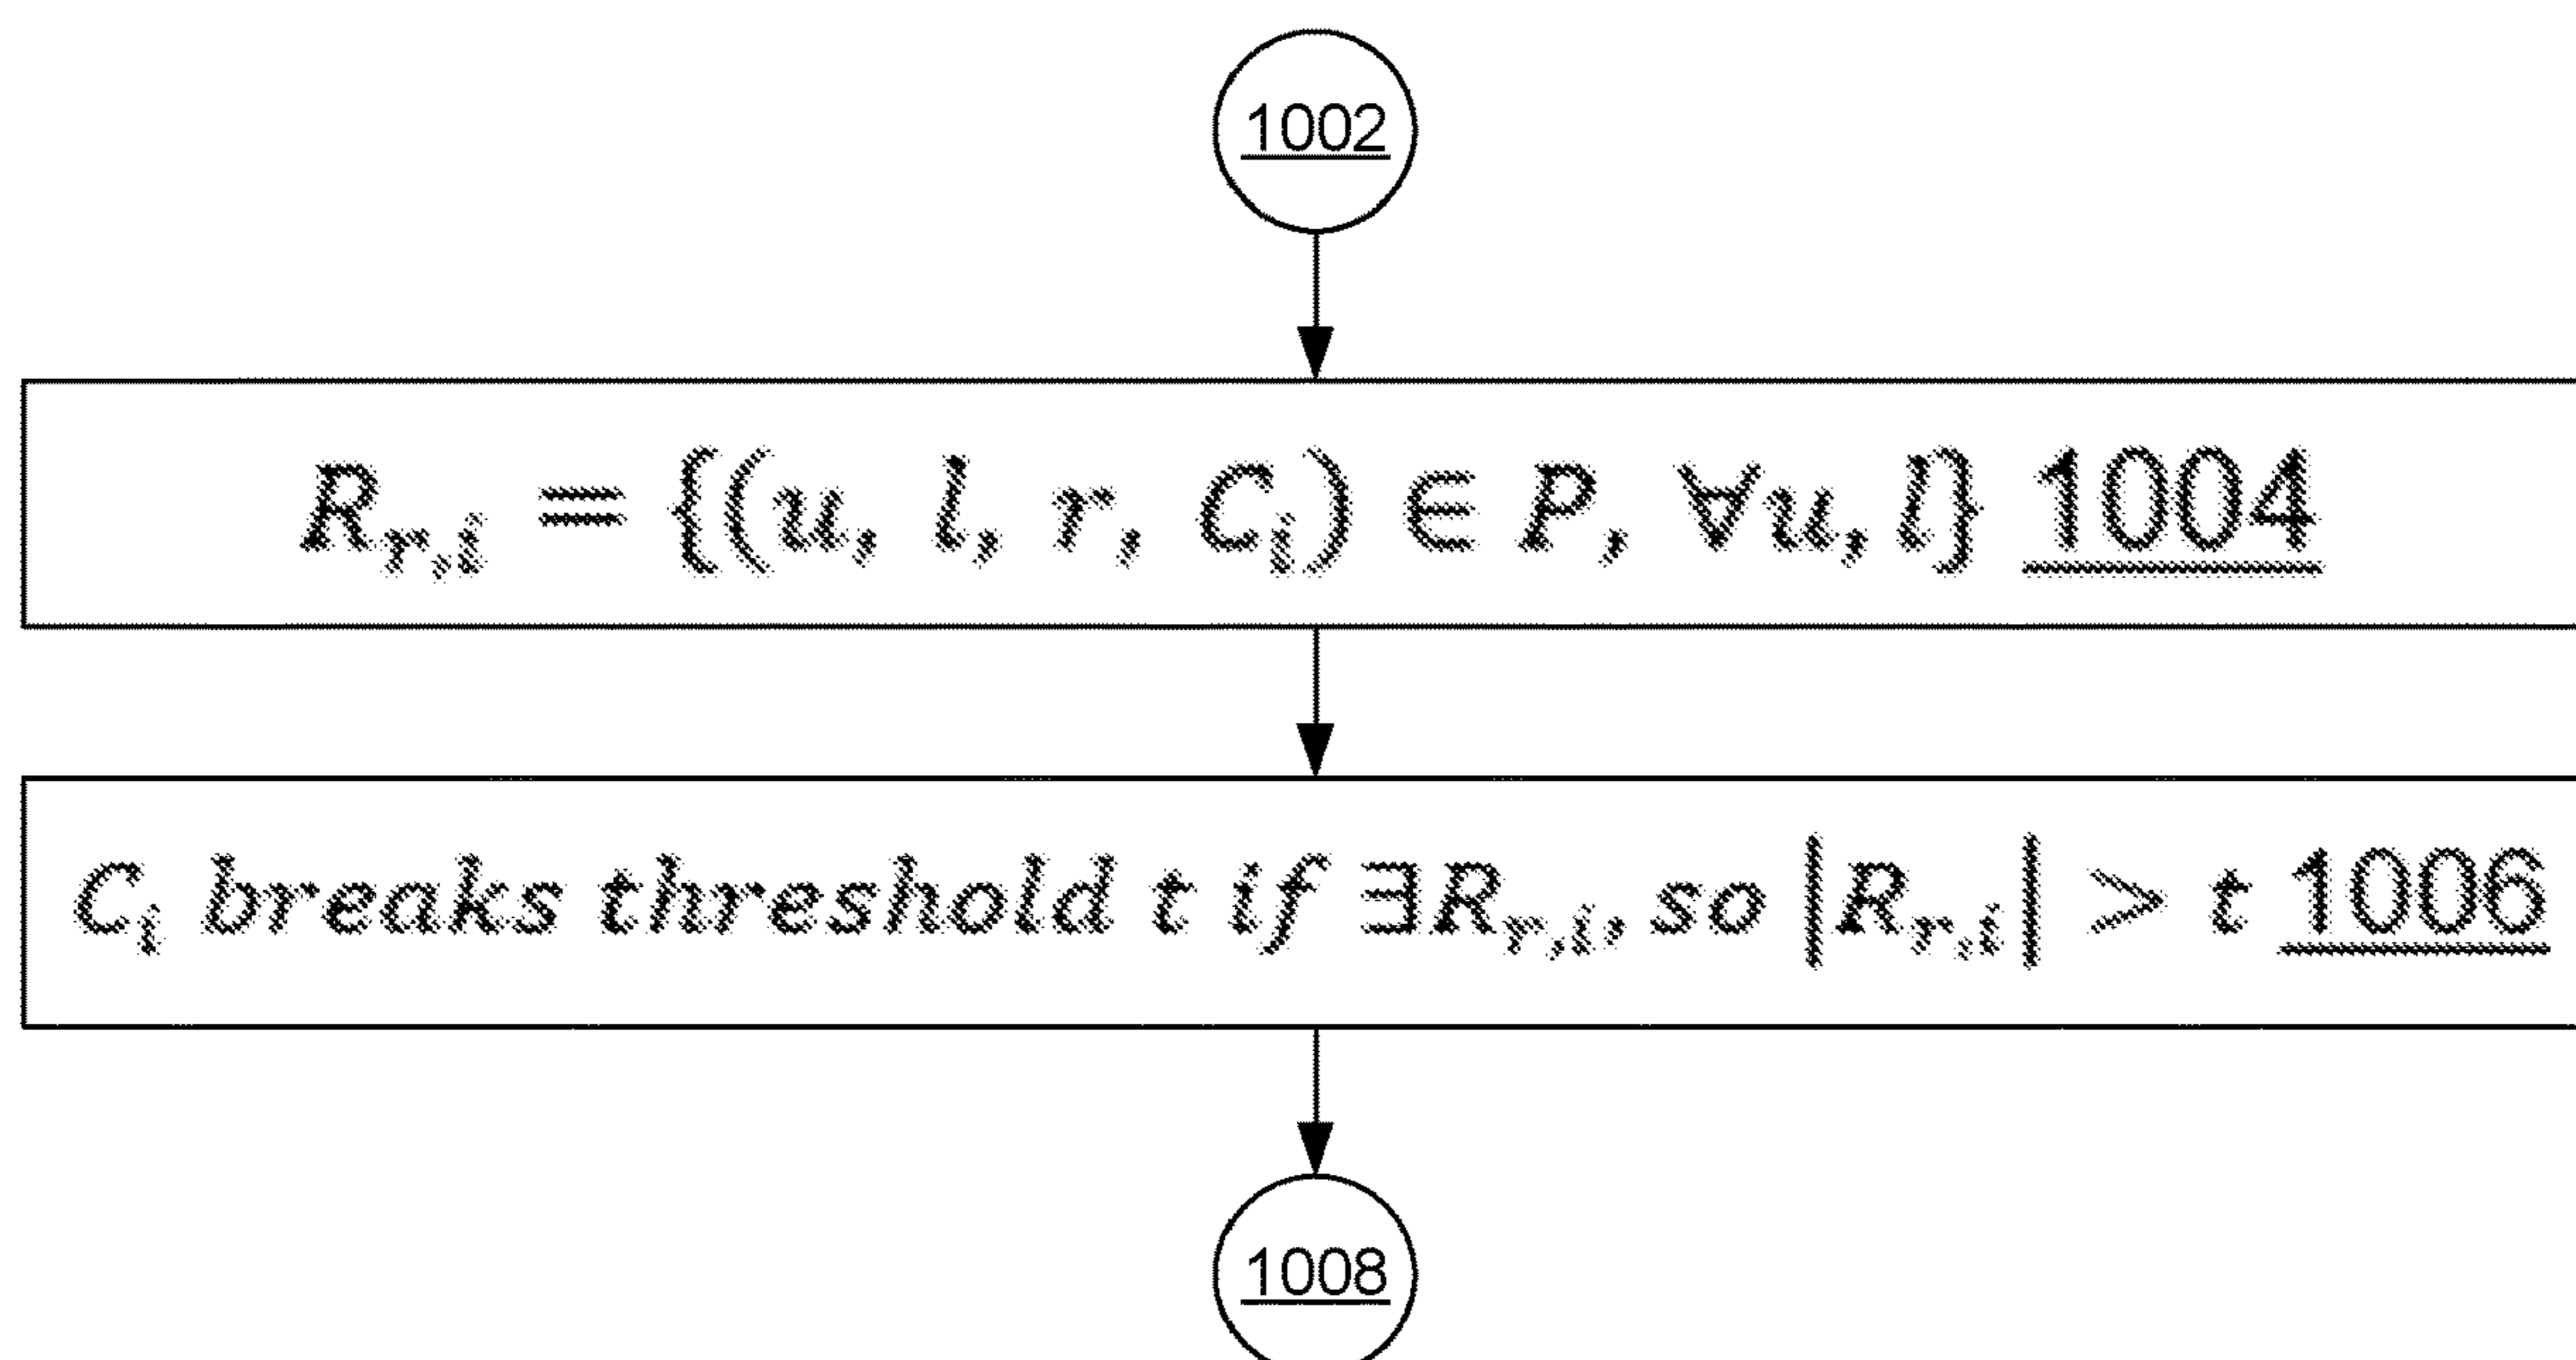 1002
R_{r,i} = {(u, l, r, C_i) ∈ P, ∀u, l} 1004
C_i breaks threshold t if ∃R_{r,i}, so |R_{r,i}| > t 1006
1008